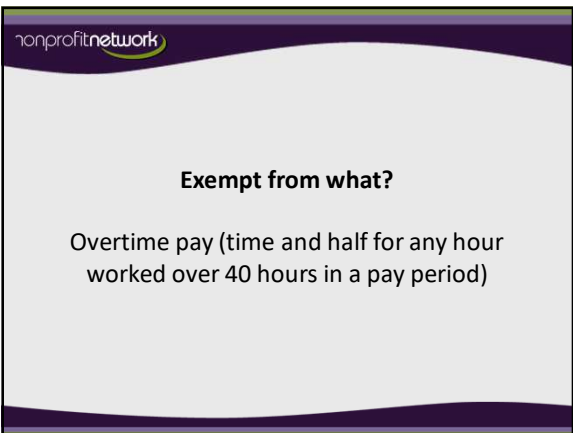 nonprofitnetwork
Exempt from what?
Overtime pay (time and half for any hour
worked over 40 hours in a pay period)